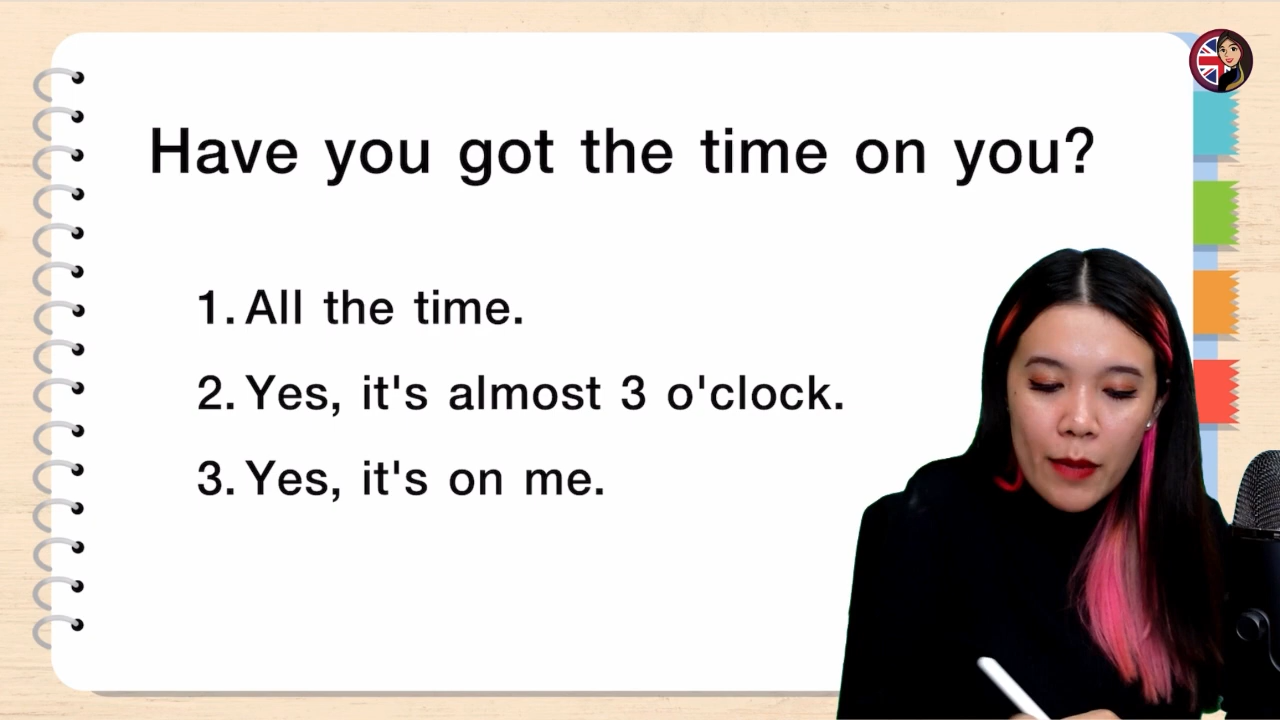 Have you got the time on you?
1. All the time.
2. Yes, it's almost 3 o'clock.
3. Yes, it's on me.